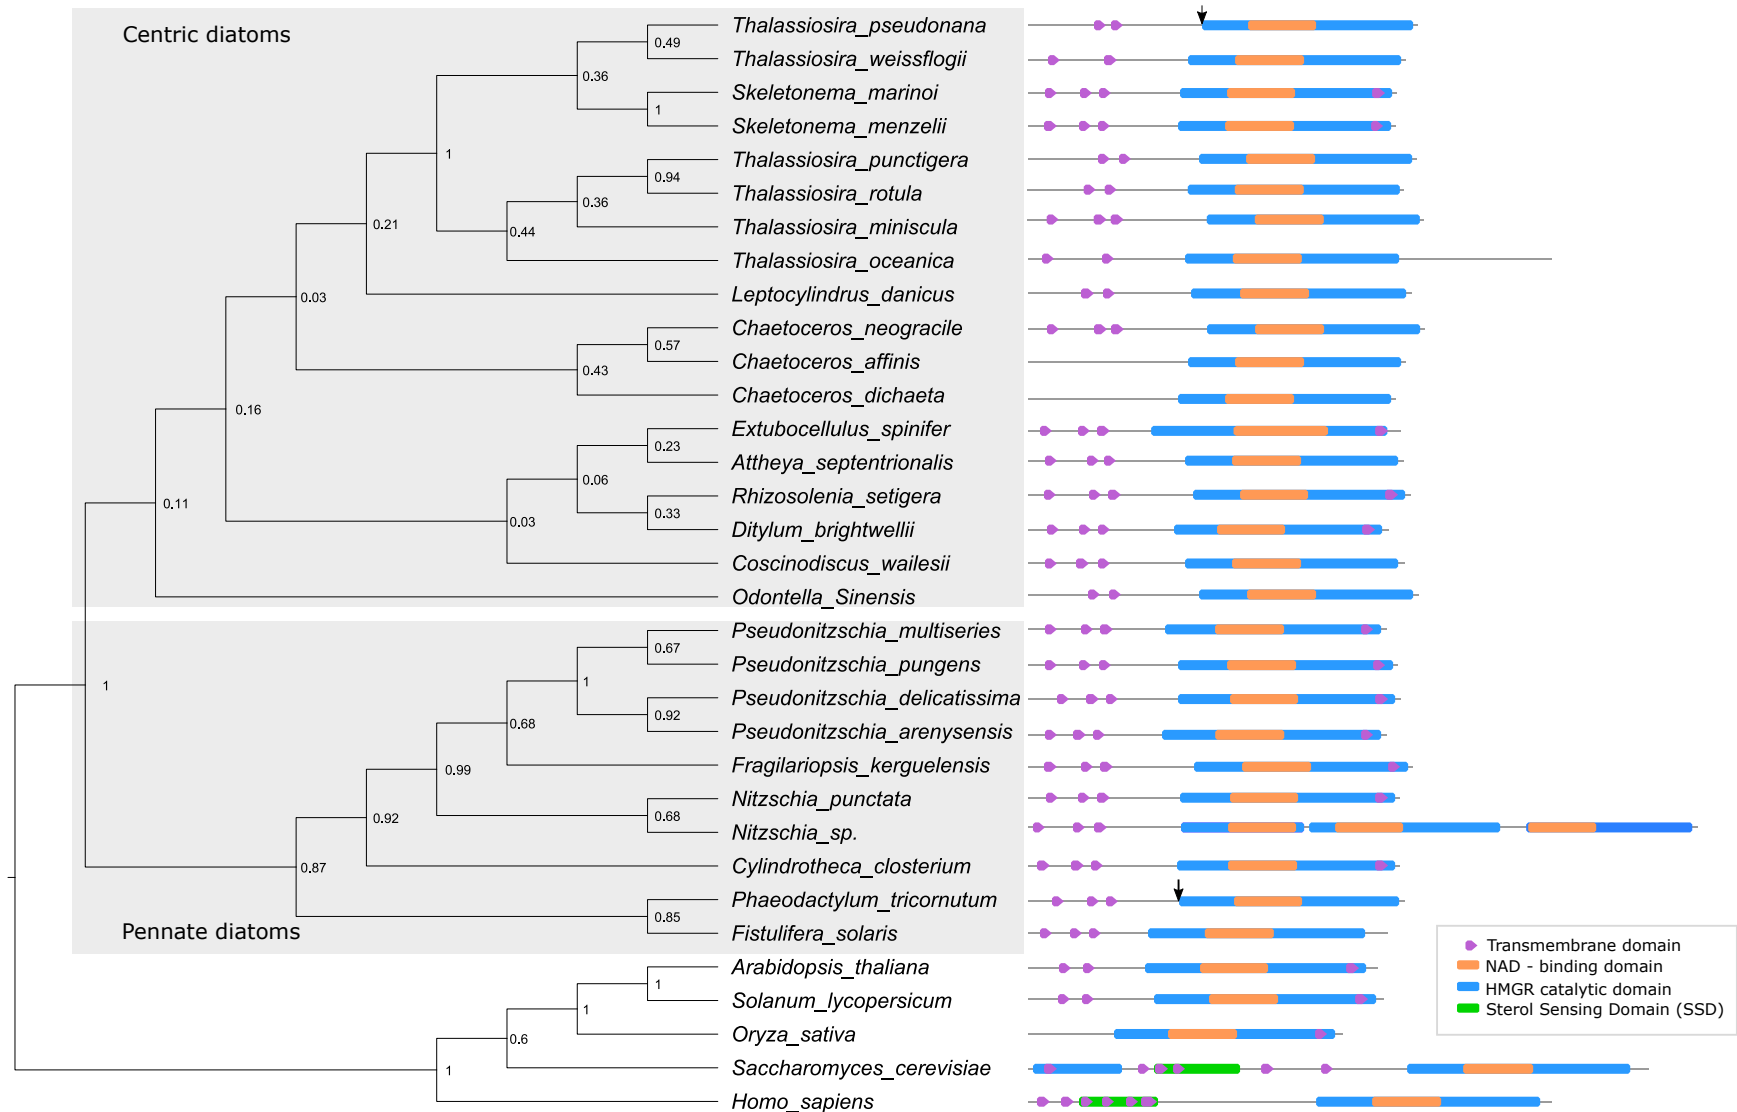 Centric diatoms
Thalassiosira_pseudonana
0.49
Thalassiosira_weissflogii
0.36
Skeletonema_marinoi
1
Skeletonema_menzelii
1
Thalassiosira_punctigera
0.94
Thalassiosira_rotula
0.36
Thalassiosira_miniscula
0.44
0.21
Thalassiosira_oceanica
Leptocylindrus_danicus
0.03
Chaetoceros_neogracile
0.57
Chaetoceros_affinis
0.43
Chaetoceros_dichaeta
0.16
Extubocellulus_spinifer
0.23
Attheya_septentrionalis
0.06
Rhizosolenia_setigera
0.33
Ditylum_brightwellii
0.03
0.11
Coscinodiscus_wailesii
Odontella_Sinensis
Pseudonitzschia_multiseries
0.67
Pseudonitzschia_pungens
1
1
Pseudonitzschia_delicatissima
0.92
Pseudonitzschia_arenysensis
0.68
Fragilariopsis_kerguelensis
0.99
Nitzschia_punctata
0.68
Nitzschia_sp.
0.92
Cylindrotheca_closterium
0.87
Phaeodactylum_tricornutum
0.85
Fistulifera_solaris
Pennate diatoms
Arabidopsis_thaliana
1
Solanum_lycopersicum
1
Oryza_sativa
0.6
Saccharomyces_cerevisiae
1
Homo_sapiens
Transmembrane domain
NAD - binding domain
HMGR catalytic domain
Sterol Sensing Domain (SSD)